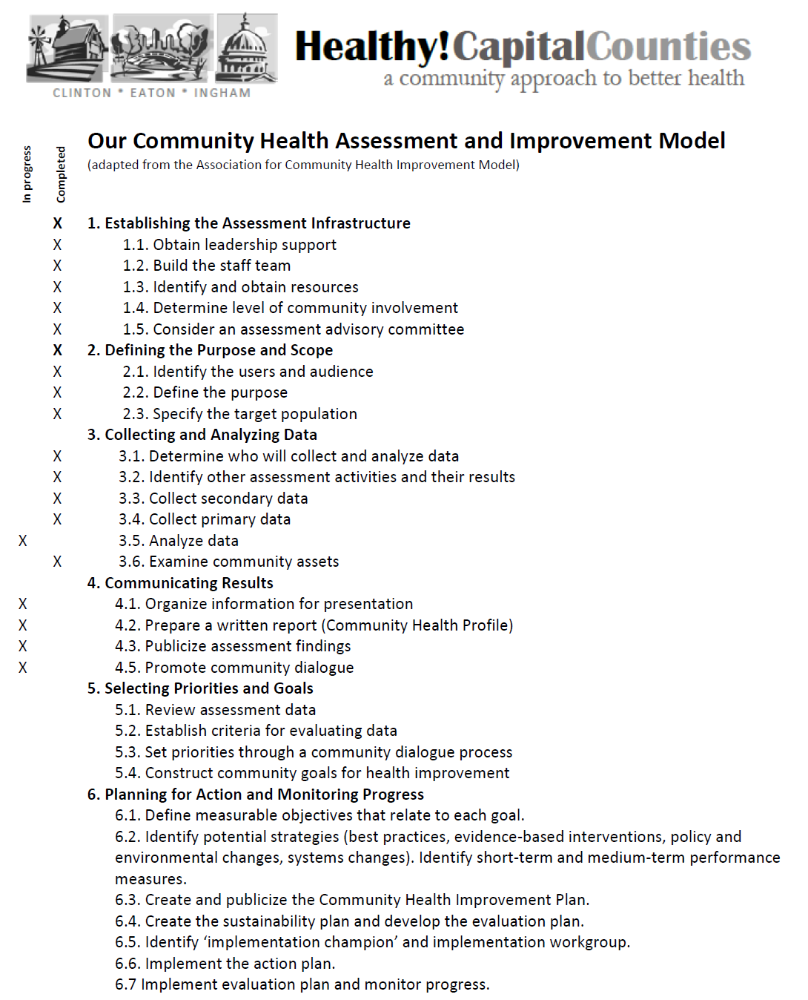 Healthy!CapitalCounties
a community approach to better health
CLINTON * EATON * INGHAM
In progress
Completed
Our Community Health Assessment and Improvement Model
(adapted from the Association for Community Health Improvement Model)
X 1. Establishing the Assessment Infrastructure
X 1.1. Obtain leadership support
X 1.2. Build the staff team
X 1.3. Identify and obtain resources
X 1.4. Determine level of community involvement
X 1.5. Consider an assessment advisory committee
X 2. Defining the Purpose and Scope
X 2.1. Identify the users and audience
X 2.2. Define the purpose
X 2.3. Specify the target population
3. Collecting and Analyzing Data
X 3.1. Determine who will collect and analyze data
X 3.2. Identify other assessment activities and their results
X 3.3. Collect secondary data
X 3.4. Collect primary data
X 3.5. Analyze data
X 3.6. Examine community assets
4. Communicating Results
X 4.1. Organize information for presentation
X 4.2. Prepare a written report (Community Health Profile)
X 4.3. Publicize assessment findings
X 4.5. Promote community dialogue
5. Selecting Priorities and Goals
5.1. Review assessment data
5.2. Establish criteria for evaluating data
5.3. Set priorities through a community dialogue process
5.4. Construct community goals for health improvement
6. Planning for Action and Monitoring Progress
6.1. Define measurable objectives that relate to each goal.
6.2. Identify potential strategies (best practices, evidence-based interventions, policy and
environmental changes, systems changes). Identify short-term and medium-term performance
measures.
6.3. Create and publicize the Community Health Improvement Plan.
6.4. Create the sustainability plan and develop the evaluation plan.
6.5. Identify ‘implementation champion’ and implementation workgroup.
6.6. Implement the action plan.
6.7 Implement evaluation plan and monitor progress.